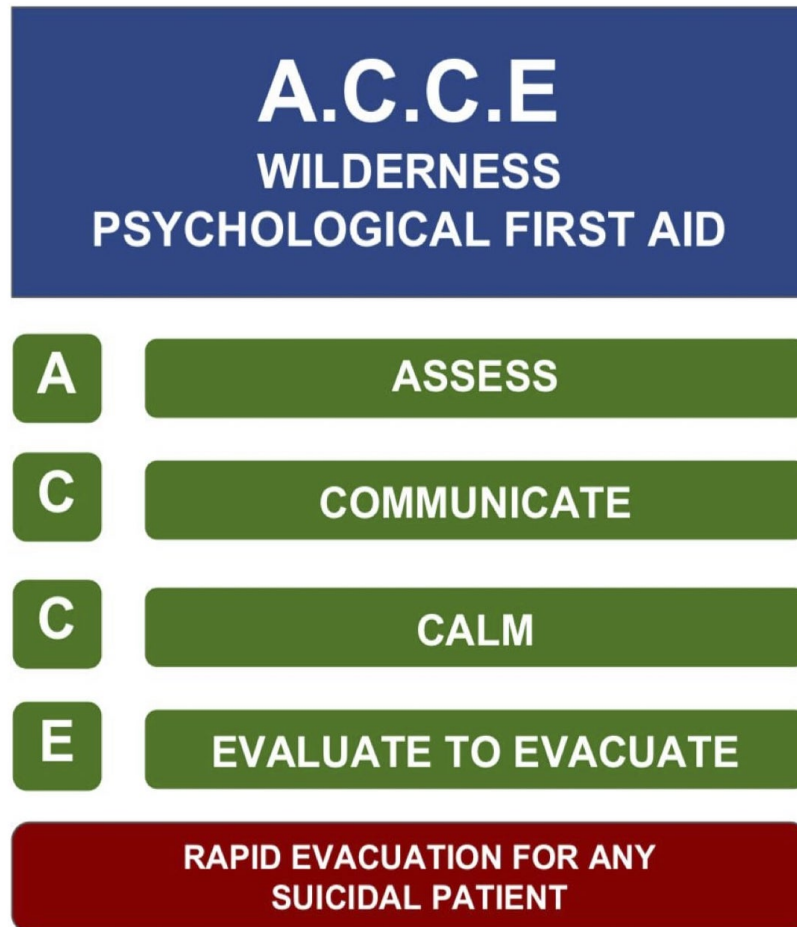 A.C.C.E
WILDERNESS
PSYCHOLOGICAL FIRST AID
A
ASSESS
C
COMMUNICATE
C
CALM
E
EVALUATE TO EVACUATE
RAPID EVACUATION FOR ANY
SUICIDAL PATIENT